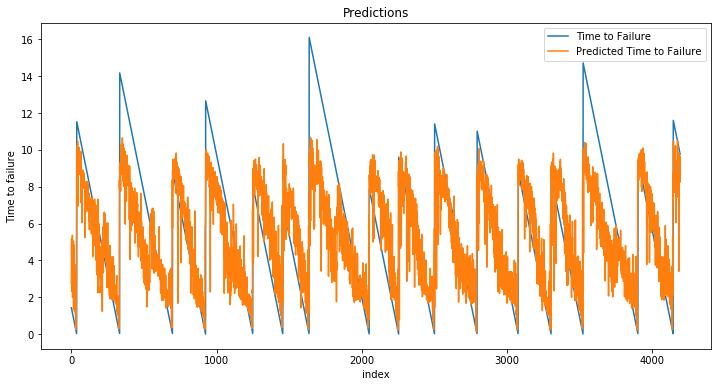 Predictions
Time to Failure
Predicted Time to Failure
Time to failure
16
14
12
10
8
6
4
2
0
0
1000
2000
3000
4000
index